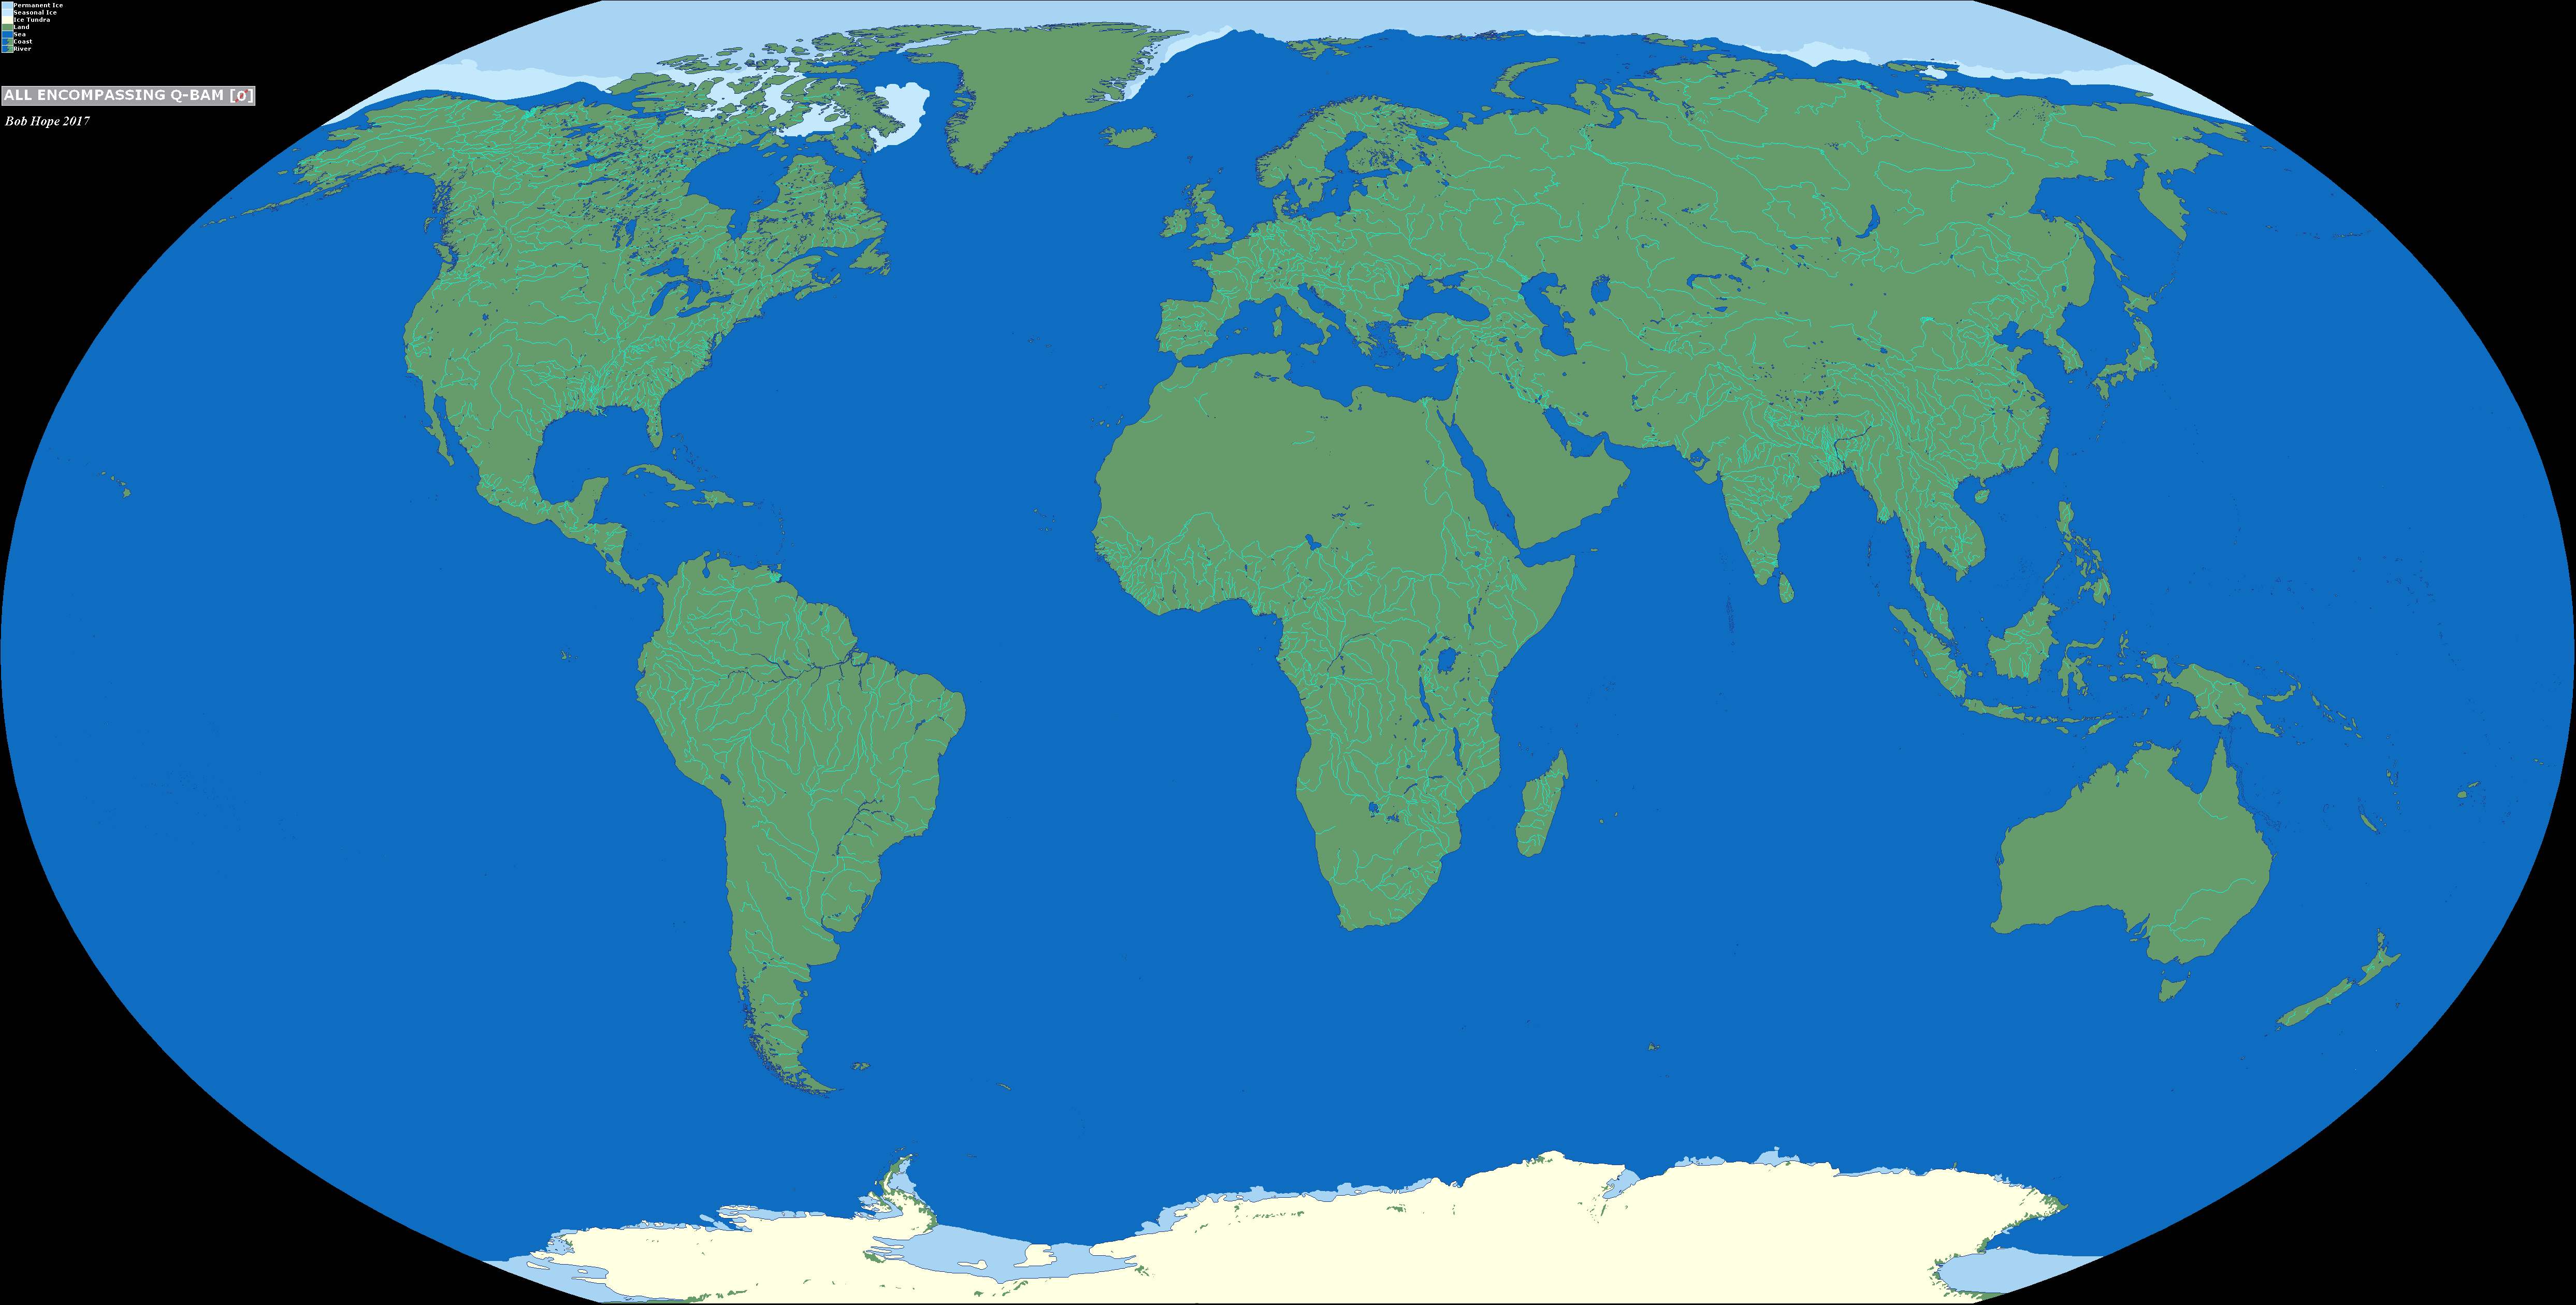 Permanent Ice
Seasonal Ice
Ice Tundra
Land
Sea
Coast
River
ALL ENCOMPASSING Q-BAM [0]
Bob Hope 2017